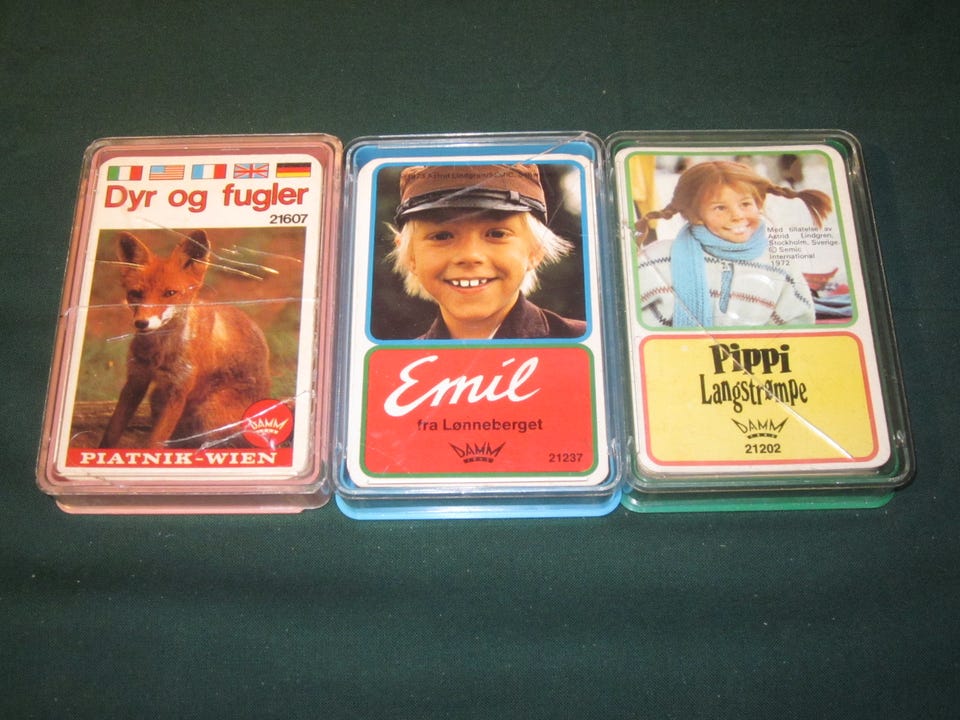 Dyr og fugler
21607
DAMM
PIATNIK-WIEN
Emil
fra Lønneberget
DAMM
21237
Med tillatelse av
Astrid Lindgren,
Stockholm, Sverige
© Semic
International
1972
Pippi
Langstrømpe
DAMM
21202